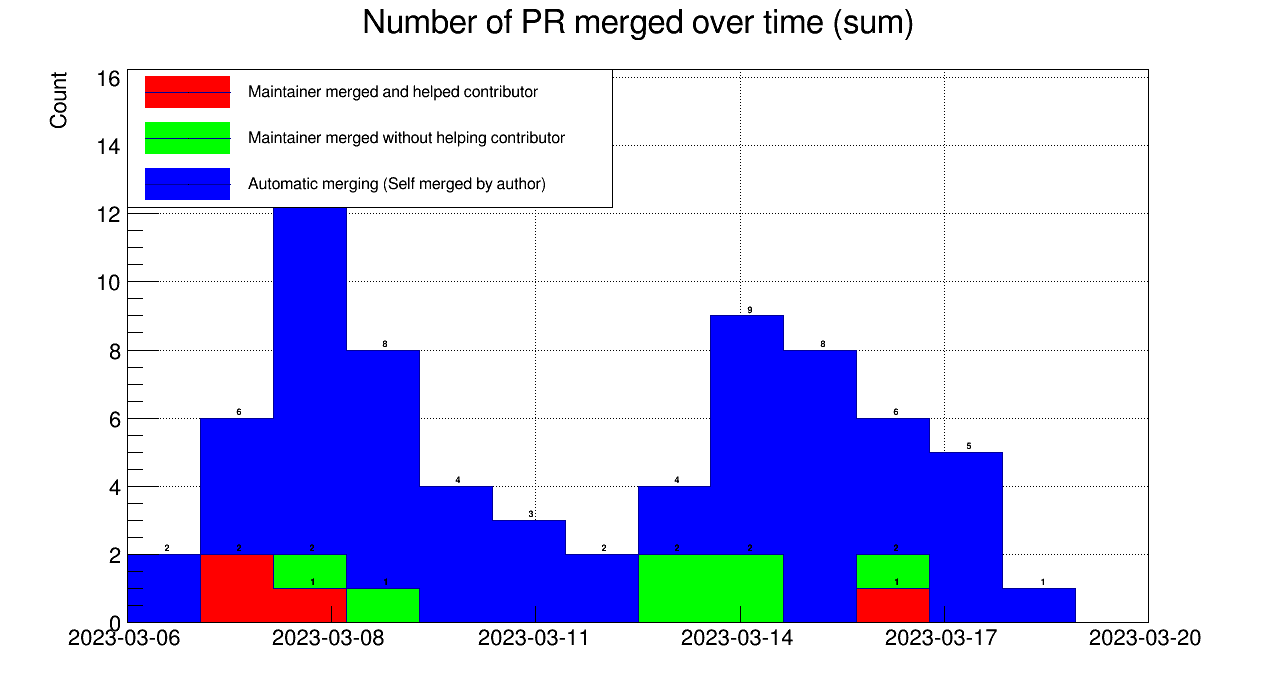 Number of PR merged over time (sum)
Count
16
14
12
10
8
6
4
2
0
Maintainer merged and helped contributor
Maintainer merged without helping contributor
Automatic merging (Self merged by author)
2 6 8 4 3 2 4 9 8 6 5 1
2 2 2 2 2
1 1 1
2023-03-06 2023-03-08 2023-03-11 2023-03-14 2023-03-17 2023-03-20